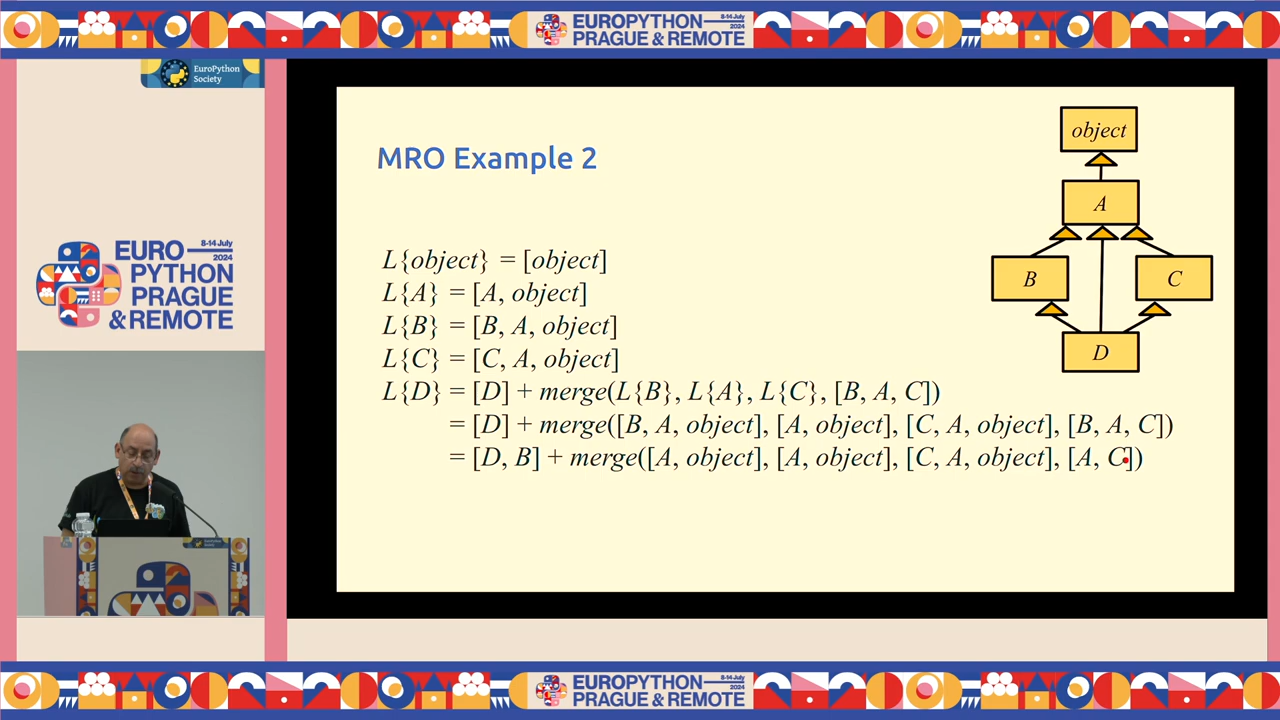 EUROPYTHON 8-14 July 2024
PRAGUE & REMOTE
EuroPython
Society
MRO Example 2
object
A
B
C
D
L{object} = [object]
L{A} = [A, object]
L{B} = [B, A, object]
L{C} = [C, A, object]
L{D} = [D] + merge(L{B}, L{A}, L{C}, [B, A, C])
= [D] + merge([B, A, object], [A, object], [C, A, object], [B, A, C])
= [D, B] + merge([A, object], [A, object], [C, A, object], [A, C])
EURO 8-14 July 2024
PYTHON
PRAGUE
& REMOTE
EUROPYTHON 8-14 July 2024
PRAGUE & REMOTE